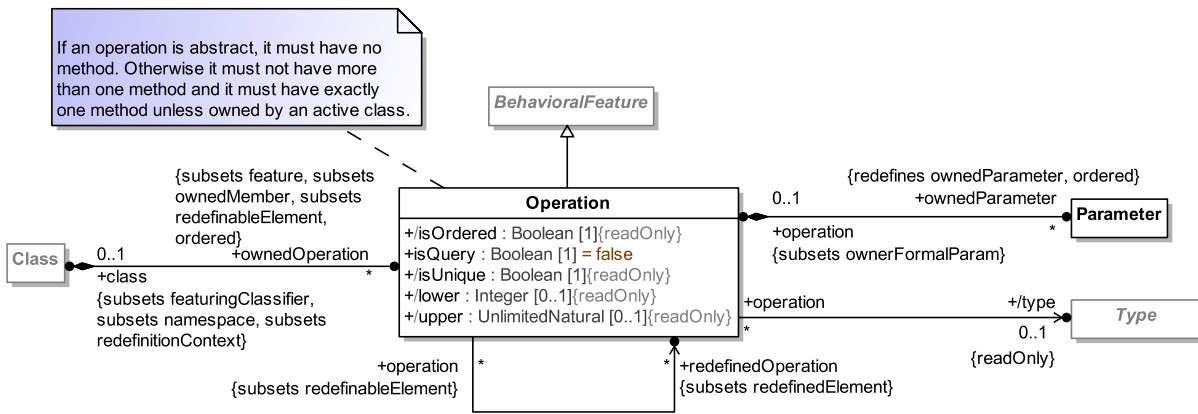 If an operation is abstract, it must have no
method. Otherwise it must not have more
than one method and it must have exactly
one method unless owned by an active class.
BehavioralFeature
{subsets feature, subsets
ownedMember, subsets
redefinableElement,
ordered}
0..1
+ownedOperation
*
Class
+class
{subsets featuringClassifier,
subsets namespace, subsets
redefinitionContext}
Operation
+/isOrdered : Boolean [1]{readOnly}
+isQuery : Boolean [1] = false
+/isUnique : Boolean [1]{readOnly}
+/lower : Integer [0..1]{readOnly}
+/upper : UnlimitedNatural [0..1]{readOnly}
{redefines ownedParameter, ordered}
0..1
+ownedParameter
*
Parameter
+operation
{subsets ownerFormalParam}
+operation
*
+/type
0..1
{readOnly}
Type
+operation
*
{subsets redefinableElement}
*
+redefinedOperation
{subsets redefinedElement}